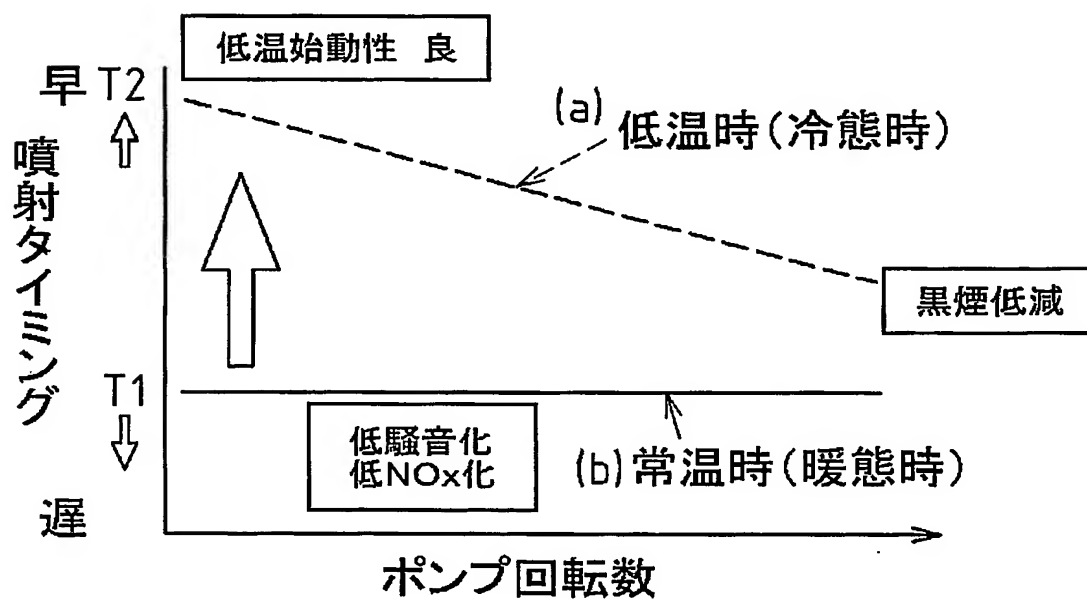 低温始動性 良
早 T2
(a) 低温時(冷態時)
噴射タイミング
黒煙低減
T1
低騒音化
低NOx化
(b) 常温時(暖態時)
遅
ポンプ回転数